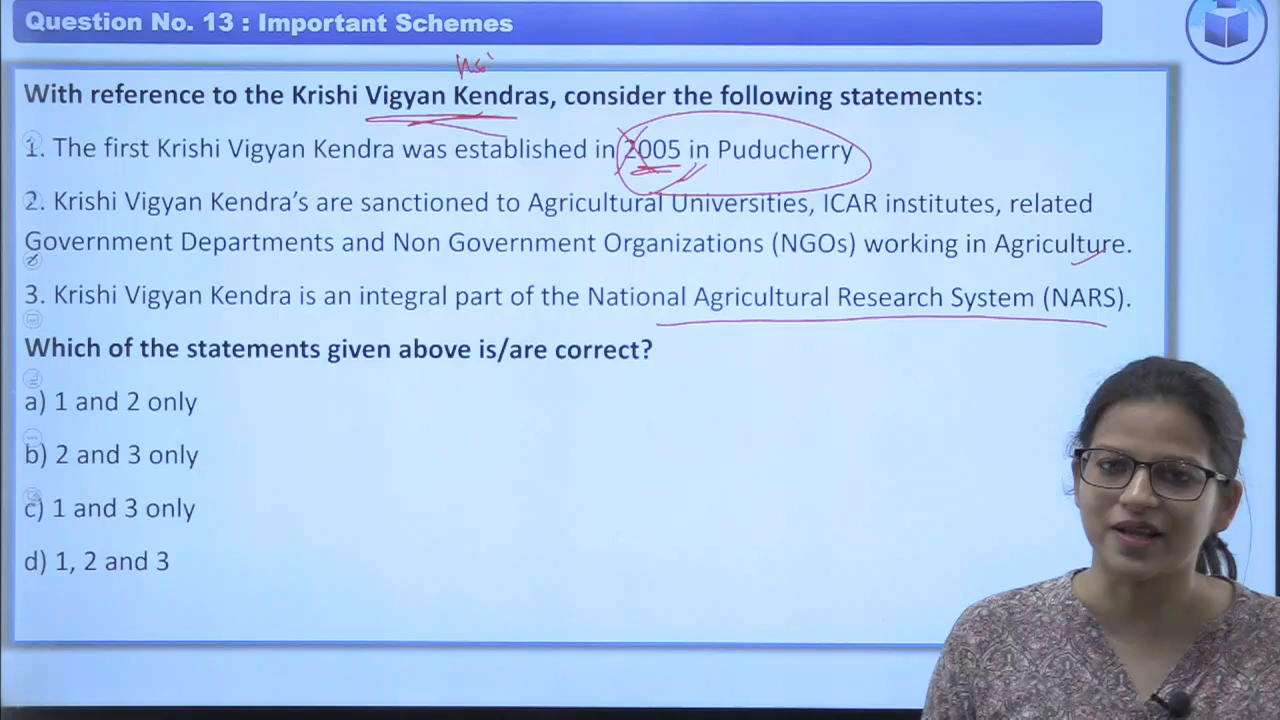 Question No. 13 : Important Schemes
With reference to the Krishi Vigyan Kendras, consider the following statements:
1. The first Krishi Vigyan Kendra was established in 2005 in Puducherry
2. Krishi Vigyan Kendra’s are sanctioned to Agricultural Universities, ICAR institutes, related
Government Departments and Non Government Organizations (NGOs) working in Agriculture.
3. Krishi Vigyan Kendra is an integral part of the National Agricultural Research System (NARS).
Which of the statements given above is/are correct?
a) 1 and 2 only
b) 2 and 3 only
c) 1 and 3 only
d) 1, 2 and 3